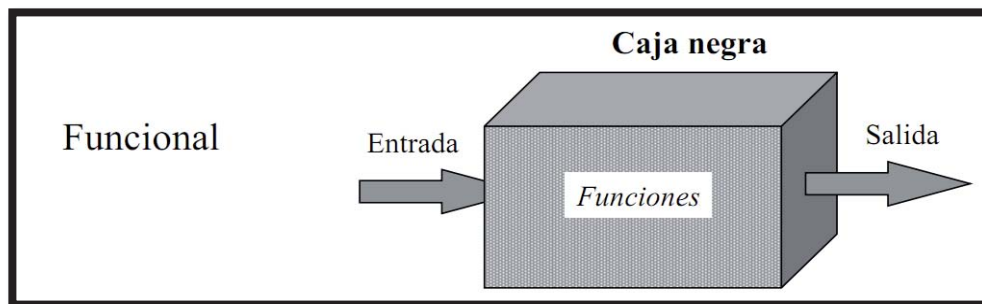 Caja negra
Funcional
Entrada
Funciones
Salida